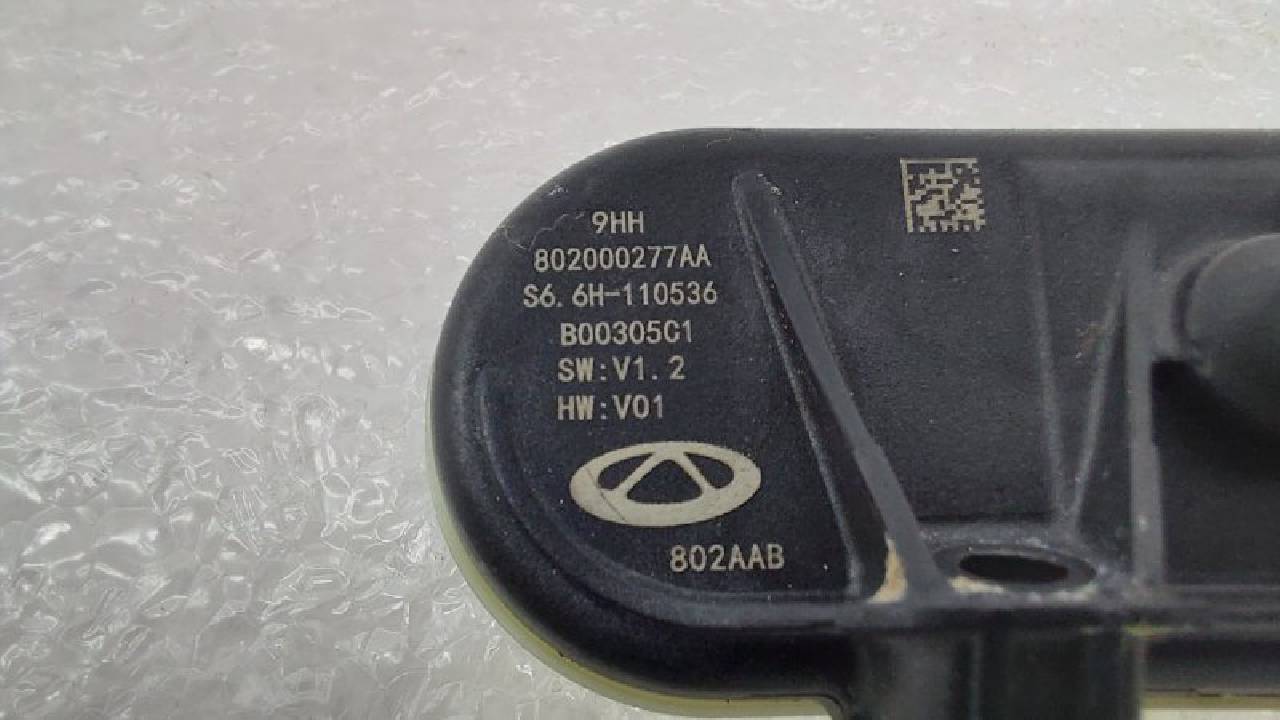 9HH
802000277AA
S6.6H-110536
B00305C1
SW:V1.2
HW:V01
802AAB